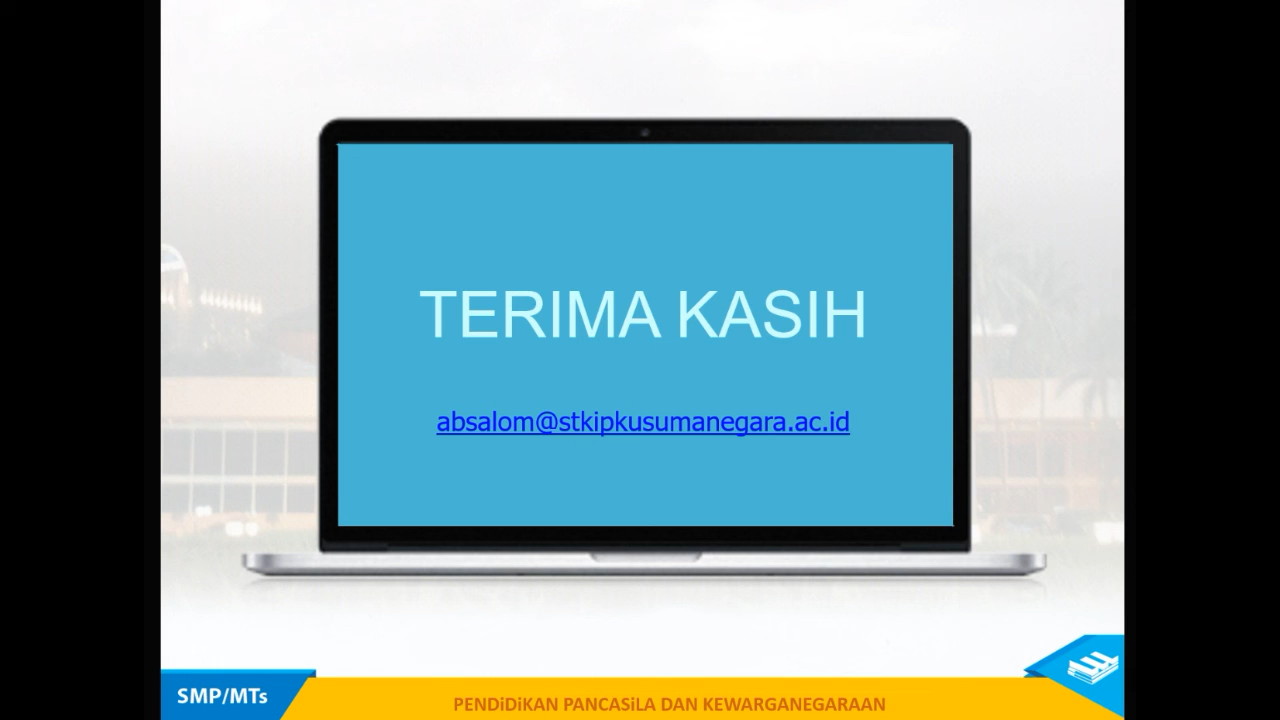 TERIMA KASIH
absalom@stkipkusumanegara.ac.id
SMP/MTs
PENDiDiKAN PANCASiLA DAN KEWARGANEGARAAN